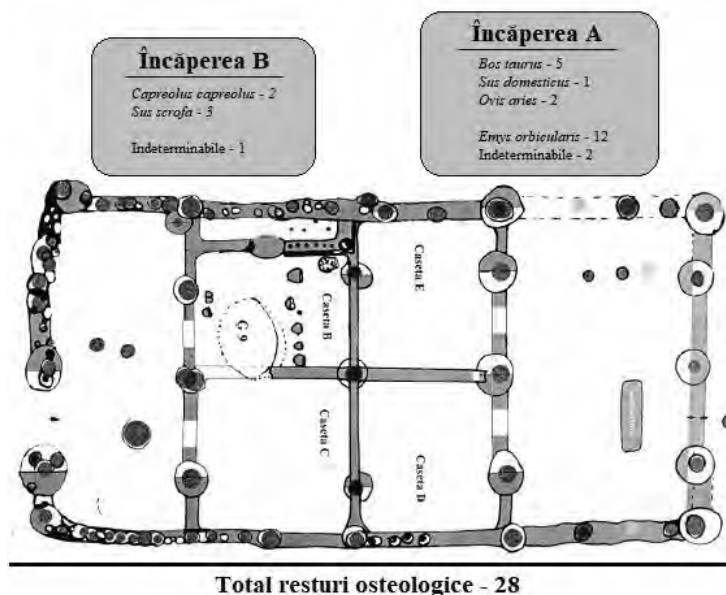 Încăperea B
Capreolus capreolus - 2
Sus scrofa - 3
Indeterminabile - 1
Încăperea A
Bos taurus - 5
Sus domesticus - 1
Ovis aries - 2
Emys orbicularis - 12
Indeterminabile - 2
Caseta E
Caseta B
G 9
Caseta C
Caseta D
Total resturi osteologice - 28